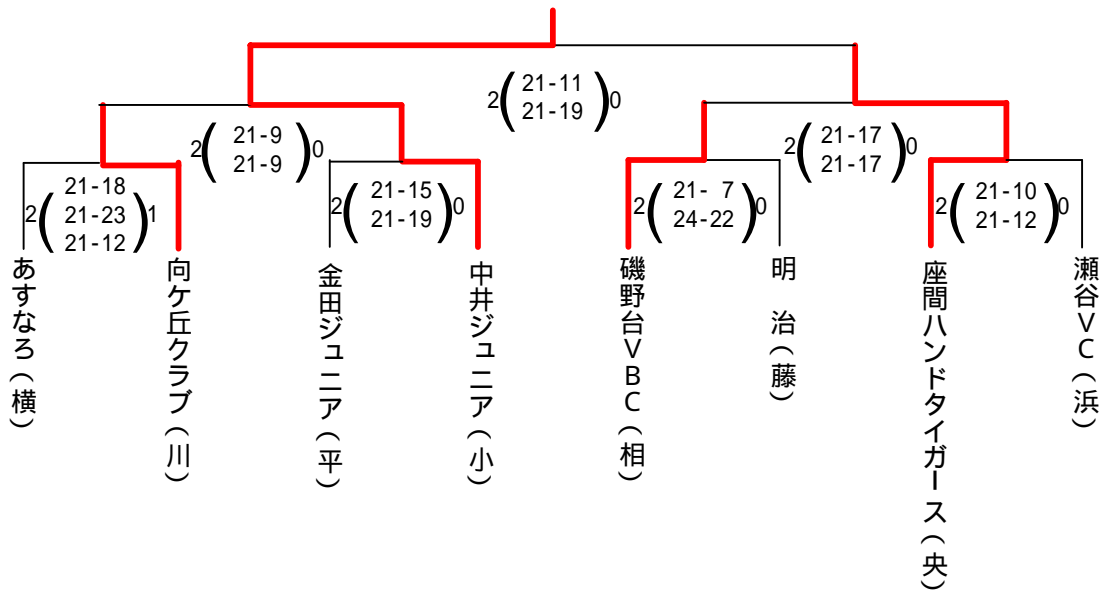 2(21-11 21-19)0
2(21-9 21-9)0
2(21-17 21-17)0
2(21-18 21-23 21-12)1
2(21-15 21-19)0
2(21- 7 24-22)0
2(21-10 21-12)0
あすなろ(横)
向ケ丘クラブ(川)
金田ジュニア(平)
中井ジュニア(小)
磯野台VBC(相)
明 治(藤)
座間ハンドタイガース(央)
瀬谷VC(浜)